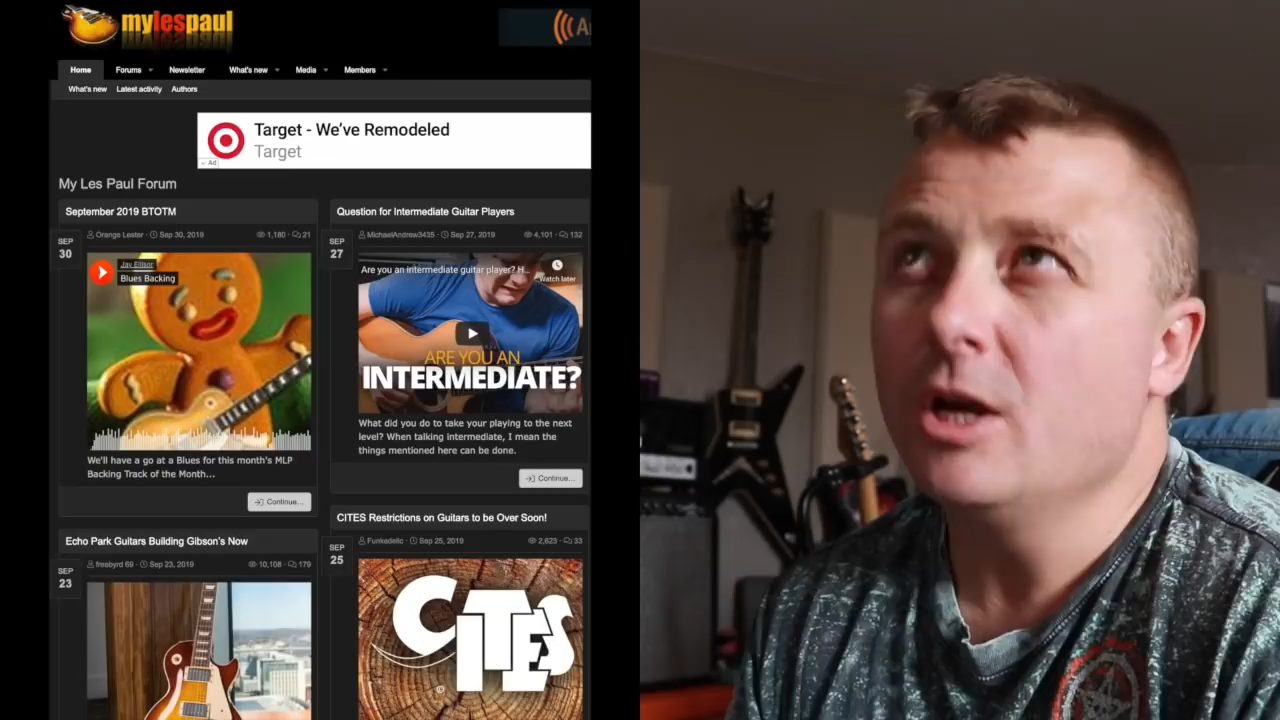 mylespaul
A
Home
Forums
Newsletter
What's new
Media
Members
What's new
Latest activity
Authors
Target - We've Remodeled
Target
Ad
My Les Paul Forum
September 2019 BTOTM
SEP
30
Orange Lester · Sep 30, 2019
1,180 · 21
Jay Ellisor
Blues Backing
We'll have a go at a Blues for this month's MLP
Backing Track of the Month...
Continue...
Question for Intermediate Guitar Players
SEP
27
MichaelAndrew3435 · Sep 27, 2019
4,101 · 132
Are you an intermediate guitar player? H...
Watch later
ARE YOU AN
INTERMEDIATE?
What did you do to take your playing to the next
level? When talking intermediate, I mean the
things mentioned here can be done.
Continue...
Echo Park Guitars Building Gibson's Now
SEP
23
freebyrd 69 · Sep 23, 2019
10,108 · 179
CITES Restrictions on Guitars to be Over Soon!
SEP
25
Funkadelic · Sep 25, 2019
2,623 · 33
CITES
©